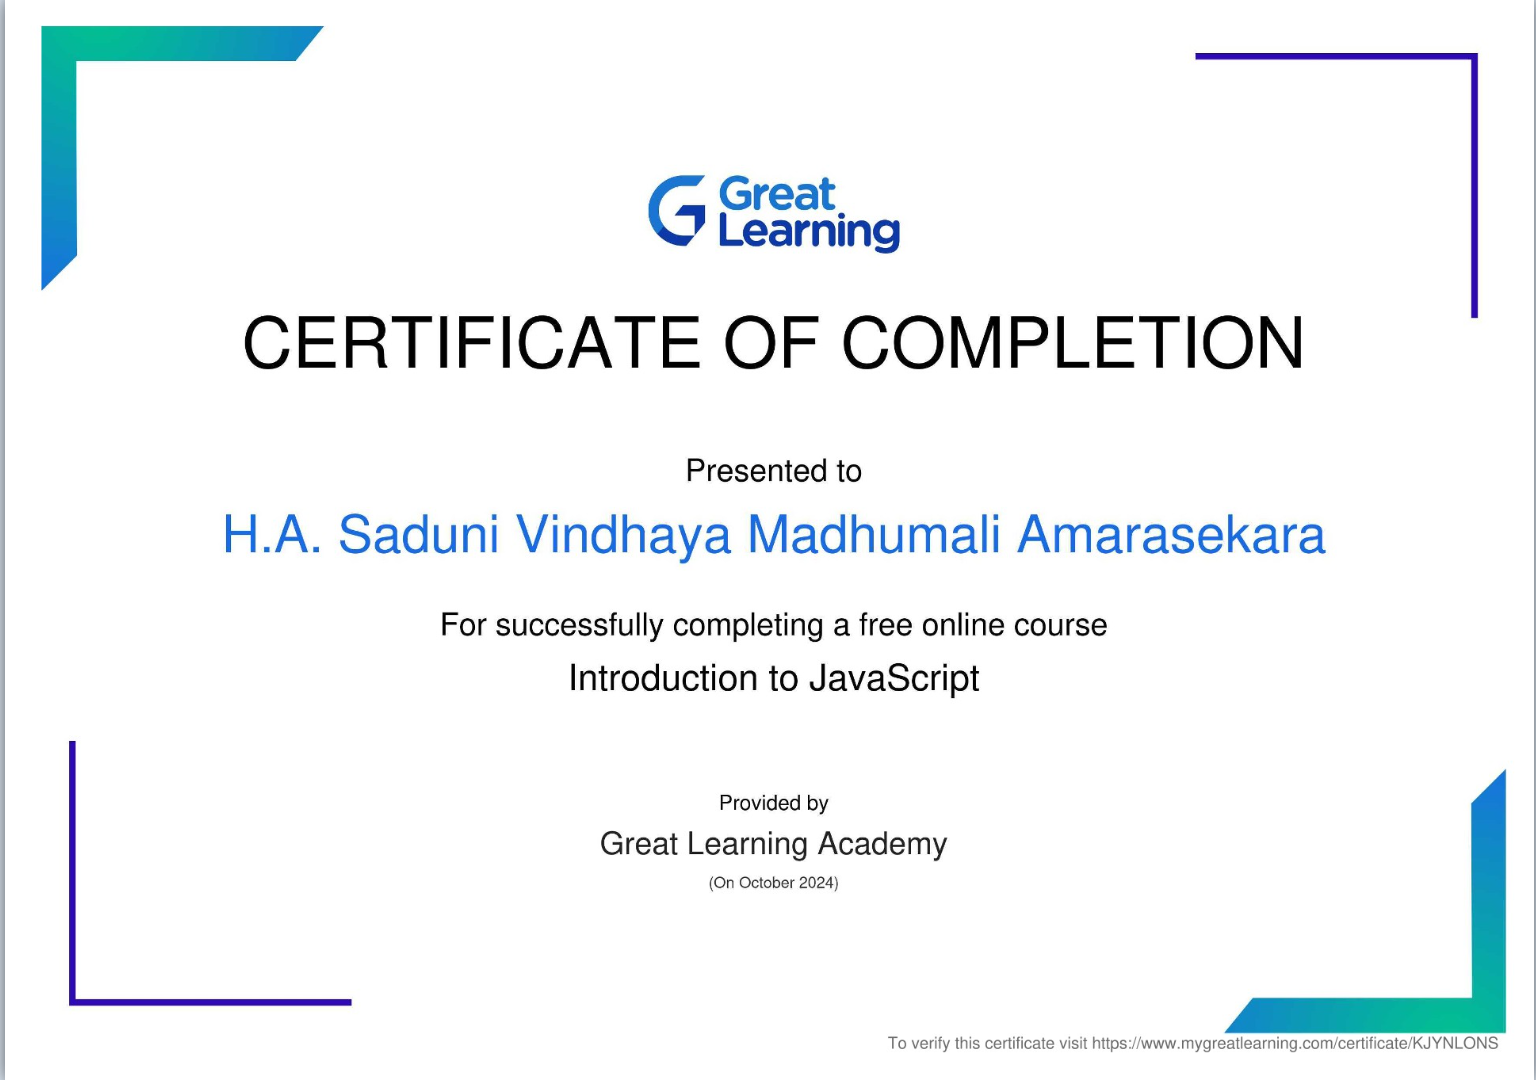 Great
Learning
CERTIFICATE OF COMPLETION
Presented to
H.A. Saduni Vindhaya Madhumali Amarasekara
For successfully completing a free online course
Introduction to JavaScript
Provided by
Great Learning Academy
(On October 2024)
To verify this certificate visit https://www.mygreatlearning.com/certificate/KJYNLONS